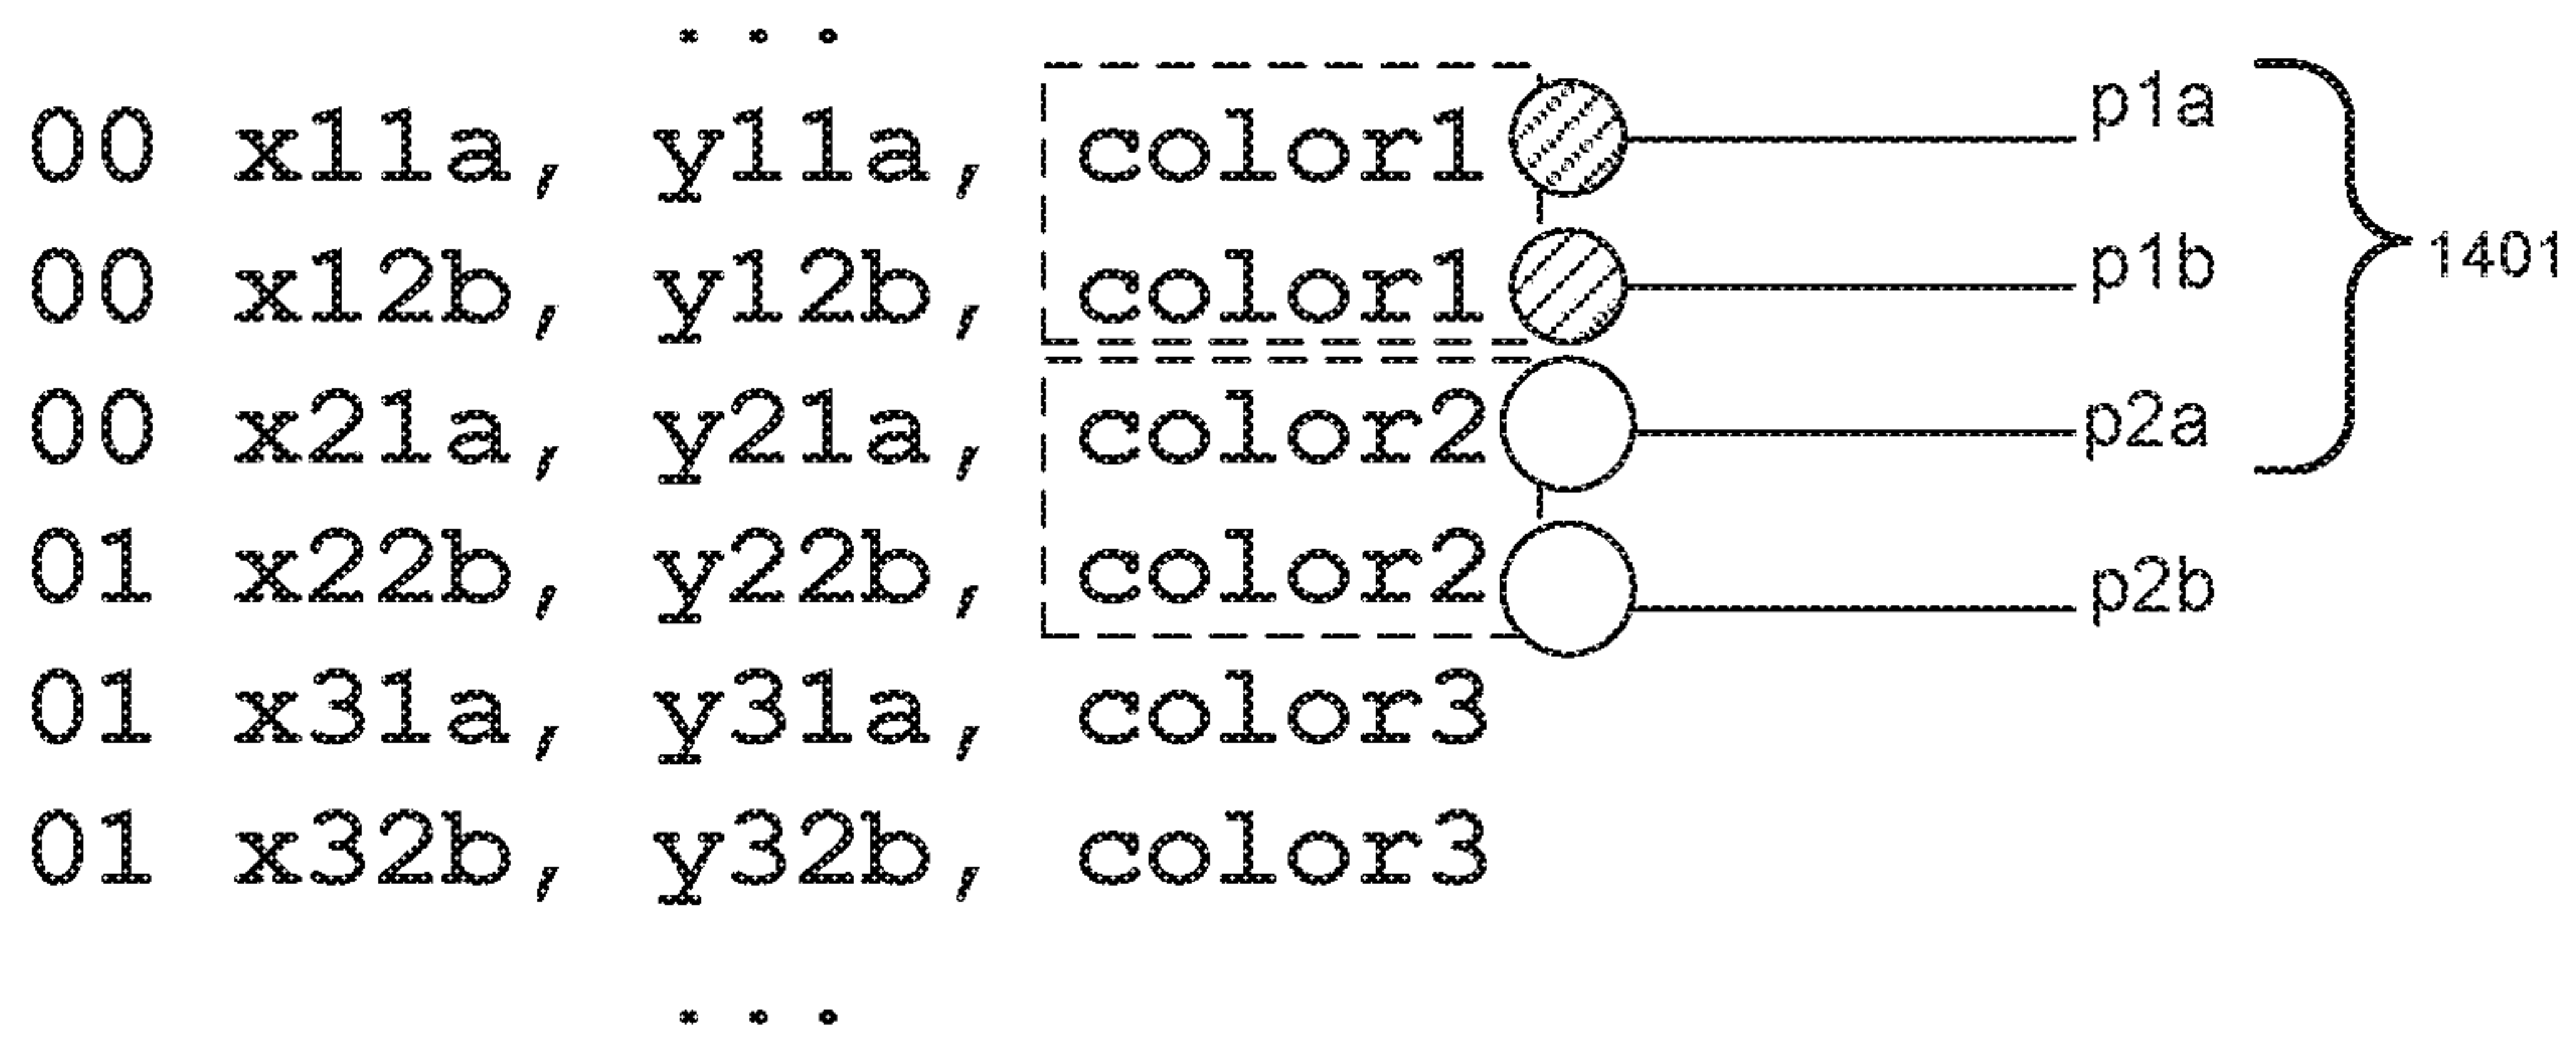 . . .
00 x11a, y11a, color1 p1a
00 x12b, y12b, color1 p1b 1401
00 x21a, y21a, color2 p2a
01 x22b, y22b, color2 p2b
01 x31a, y31a, color3
01 x32b, y32b, color3
. . .